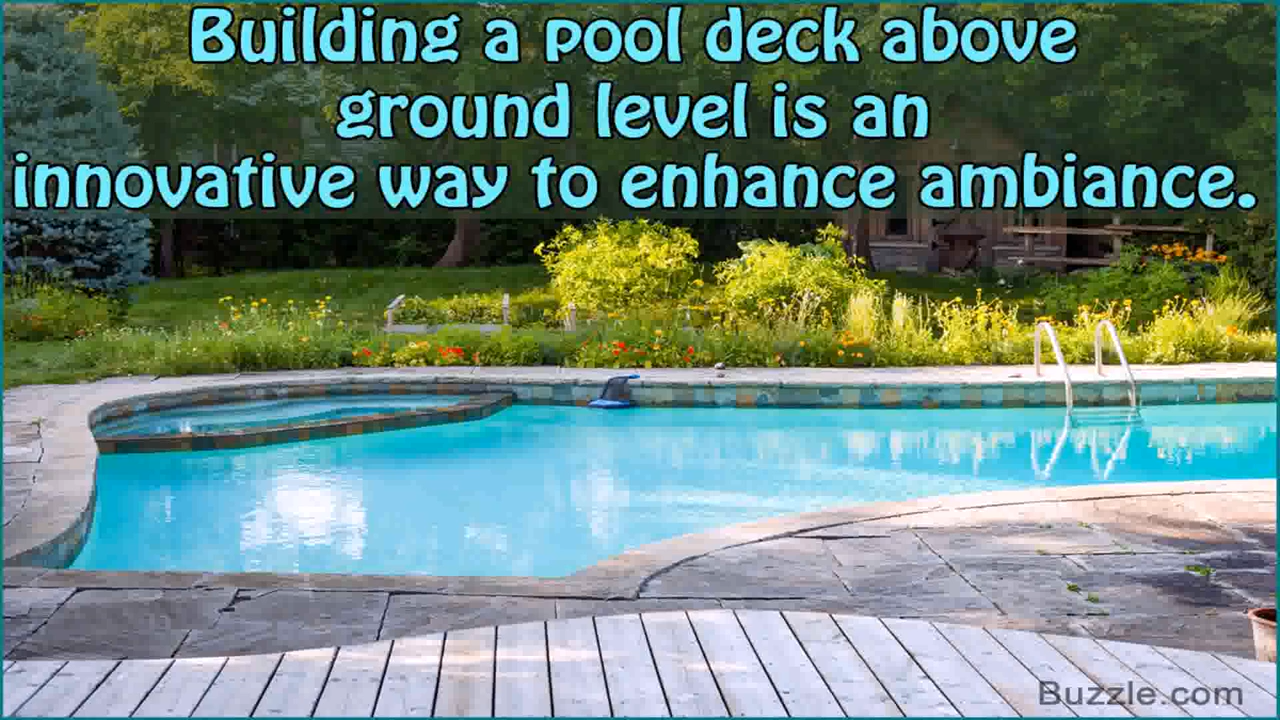 Building a pool deck above
ground level is an
innovative way to enhance ambiance.
Buzzle.com